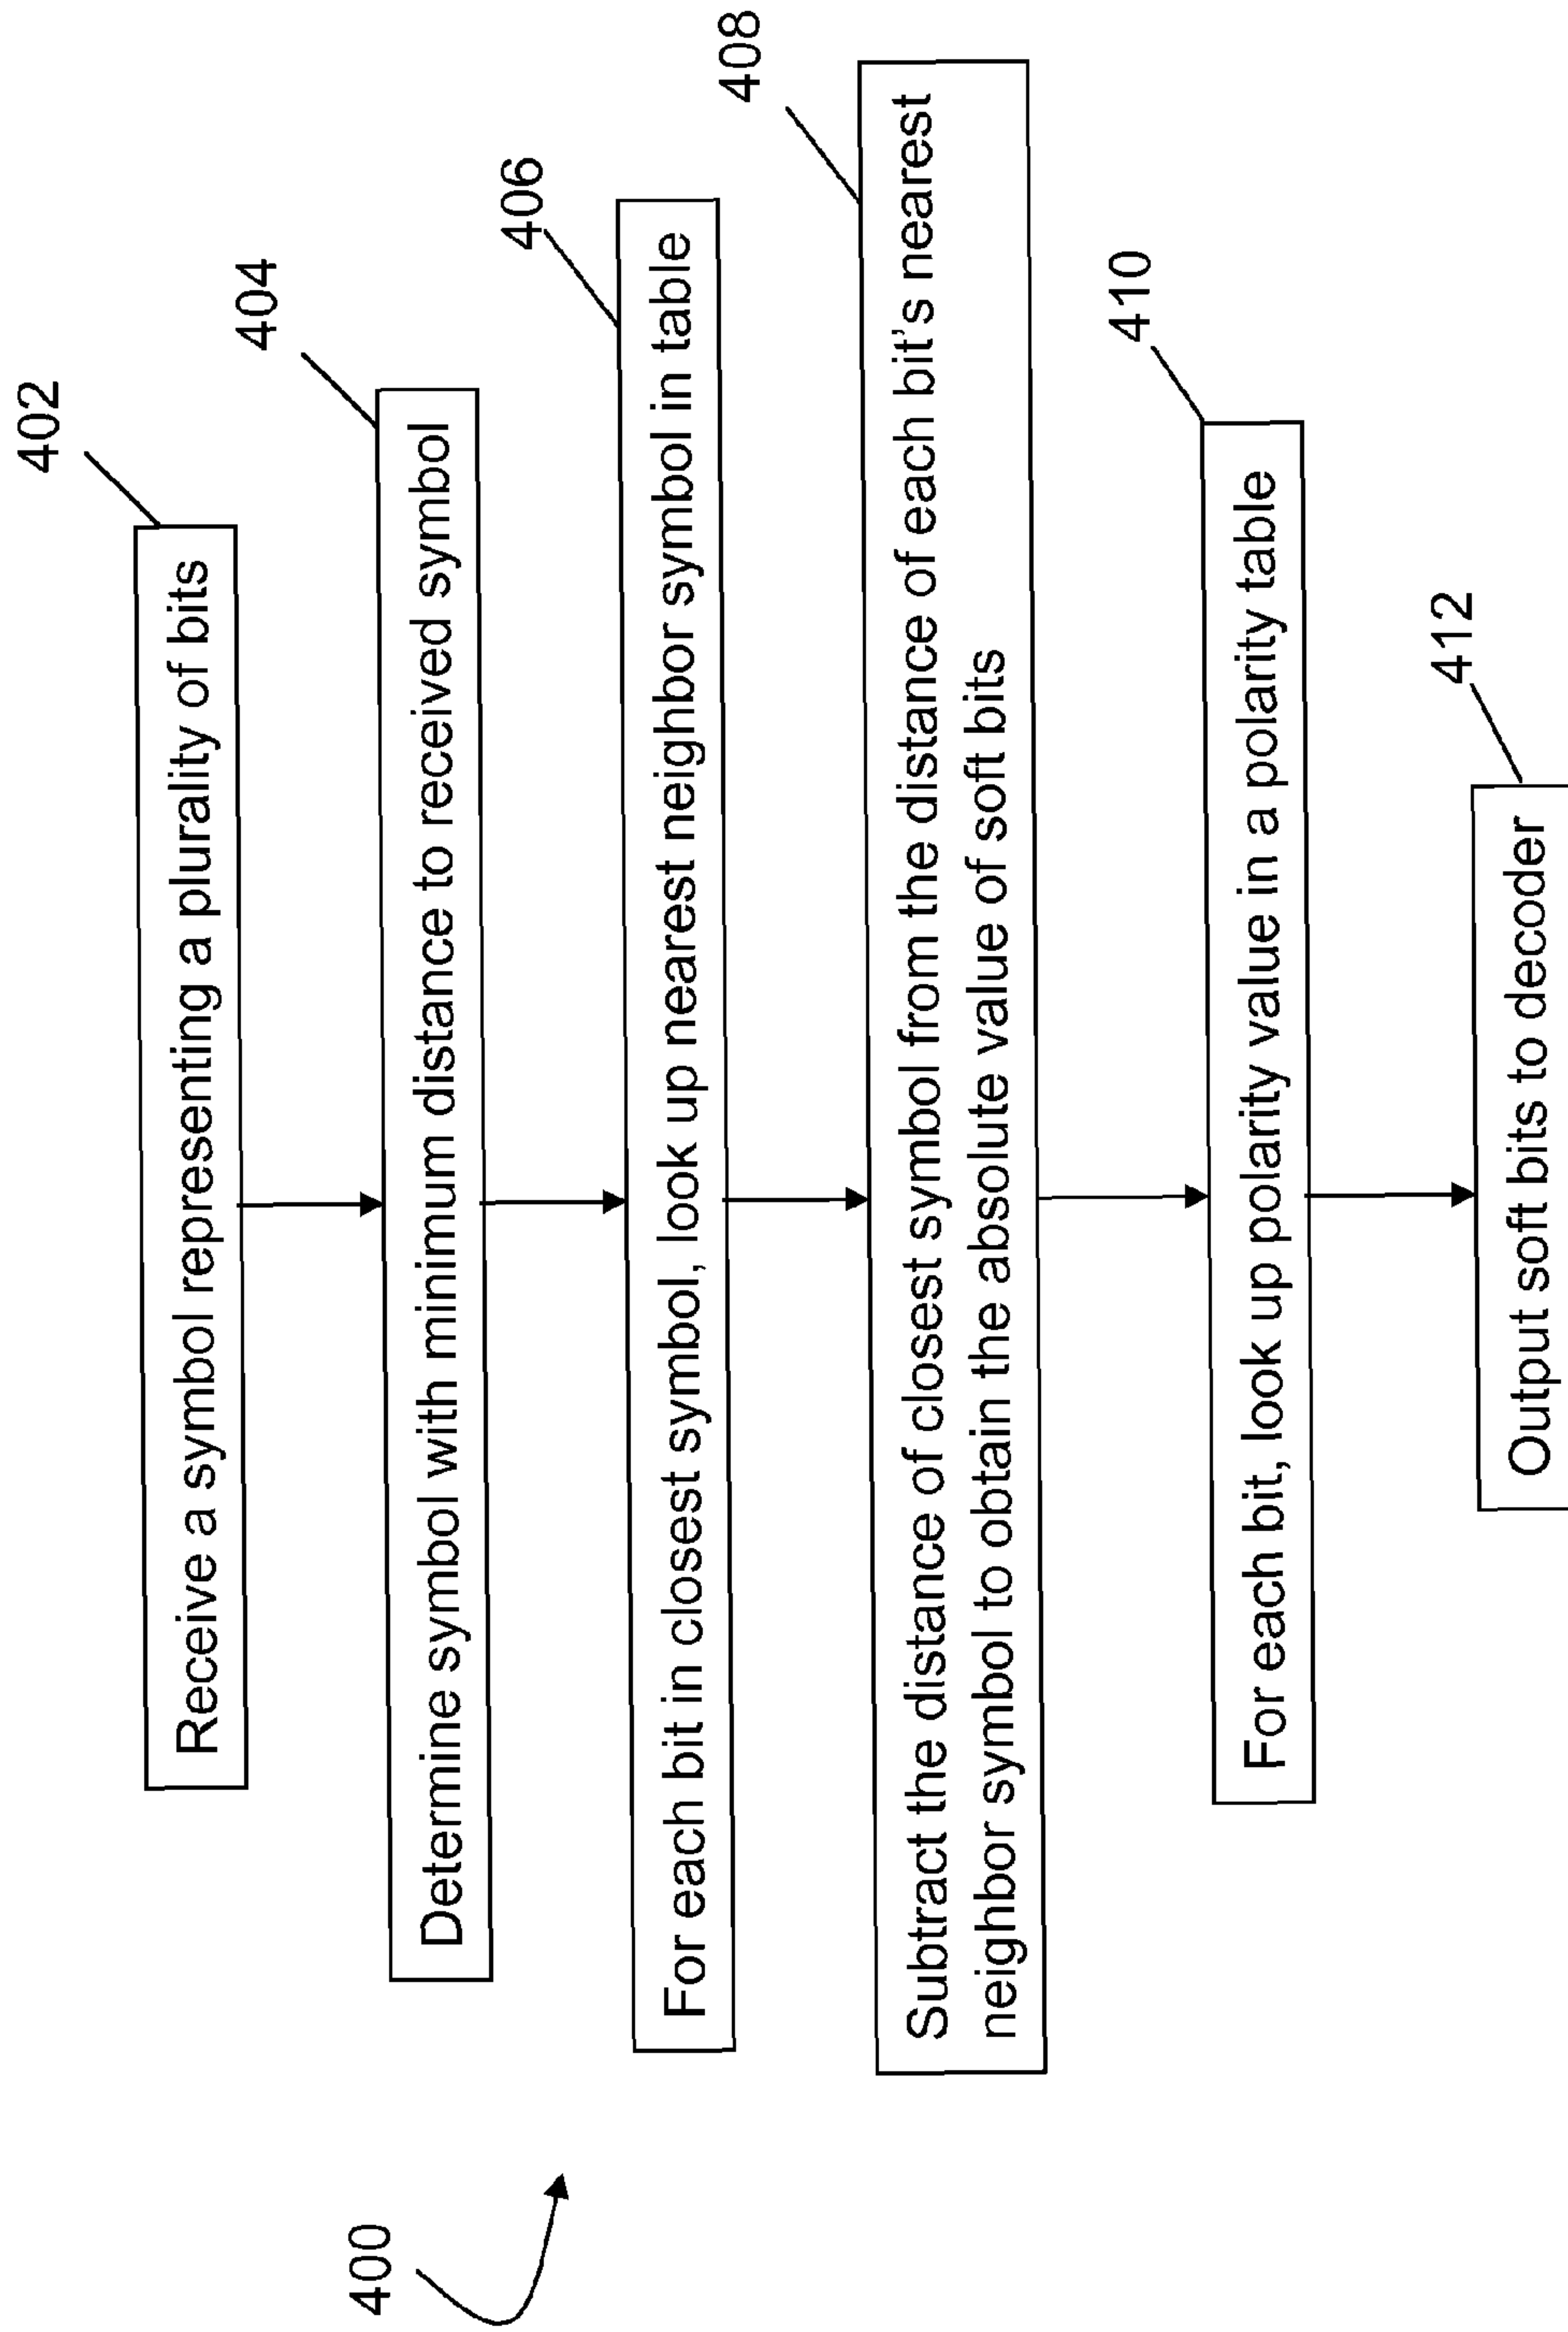 400
402
Receive a symbol representing a plurality of bits
404
Determine symbol with minimum distance to received symbol
406
For each bit in closest symbol, look up nearest neighbor symbol in table
408
Subtract the distance of closest symbol from the distance of each bit's nearest
neighbor symbol to obtain the absolute value of soft bits
410
For each bit, look up polarity value in a polarity table
412
Output soft bits to decoder